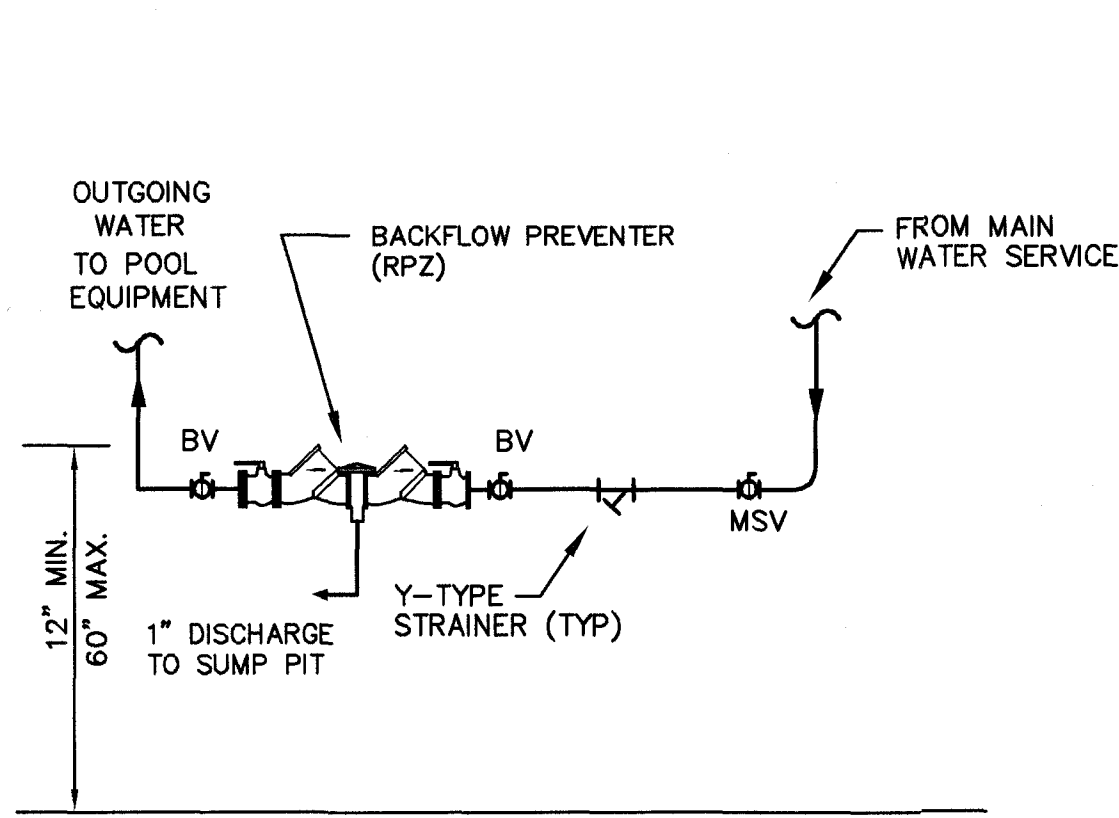 OUTGOING
WATER
TO POOL
EQUIPMENT
BACKFLOW PREVENTER
(RPZ)
FROM MAIN
WATER SERVICE
BV
BV
MSV
12" MIN.
60" MAX.
1" DISCHARGE
TO SUMP PIT
Y-TYPE
STRAINER (TYP)